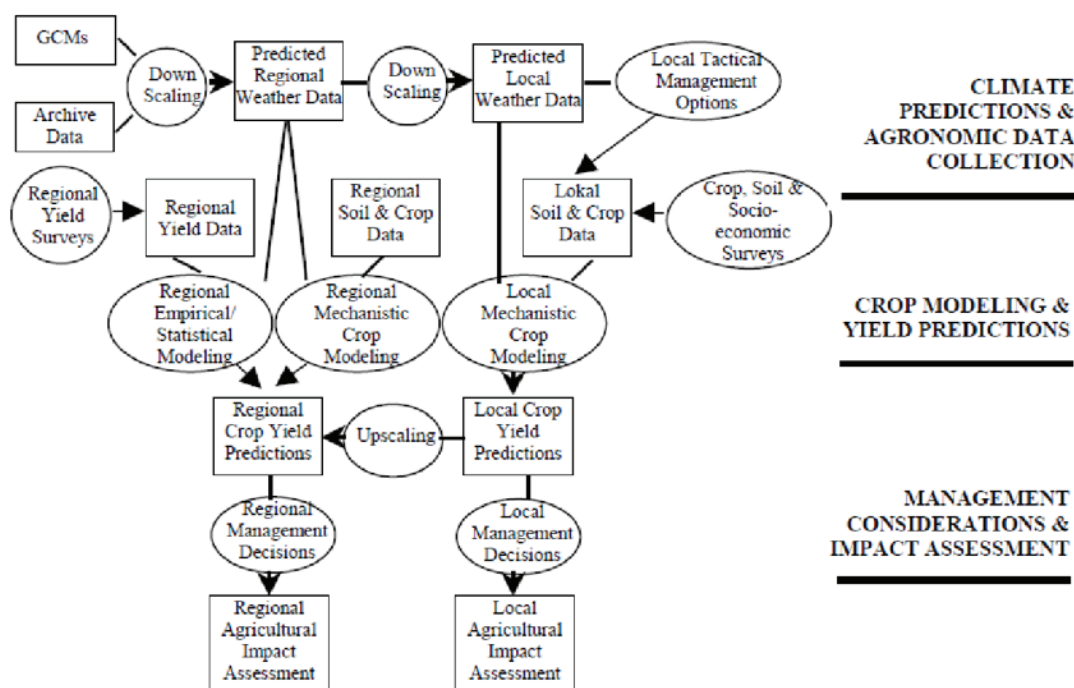 GCMs
Down
Scaling
Archive
Data
Predicted
Regional
Weather Data
Down
Scaling
Predicted
Local
Weather Data
Local Tactical
Management
Options
CLIMATE
PREDICTIONS &
AGRONOMIC DATA
COLLECTION
Regional
Yield
Surveys
Regional
Yield Data
Regional
Soil & Crop
Data
Lokal
Soil & Crop
Data
Crop, Soil &
Socio-
economic
Surveys
Regional
Empirical/
Statistical
Modeling
Regional
Mechanistic
Crop
Modeling
Local
Mechanistic
Crop
Modeling
CROP MODELING &
YIELD PREDICTIONS
Regional
Crop Yield
Predictions
Upscaling
Local Crop
Yield
Predictions
Regional
Management
Decisions
Local
Management
Decisions
MANAGEMENT
CONSIDERATIONS &
IMPACT ASSESSMENT
Regional
Agricultural
Impact
Assessment
Local
Agricultural
Impact
Assessment